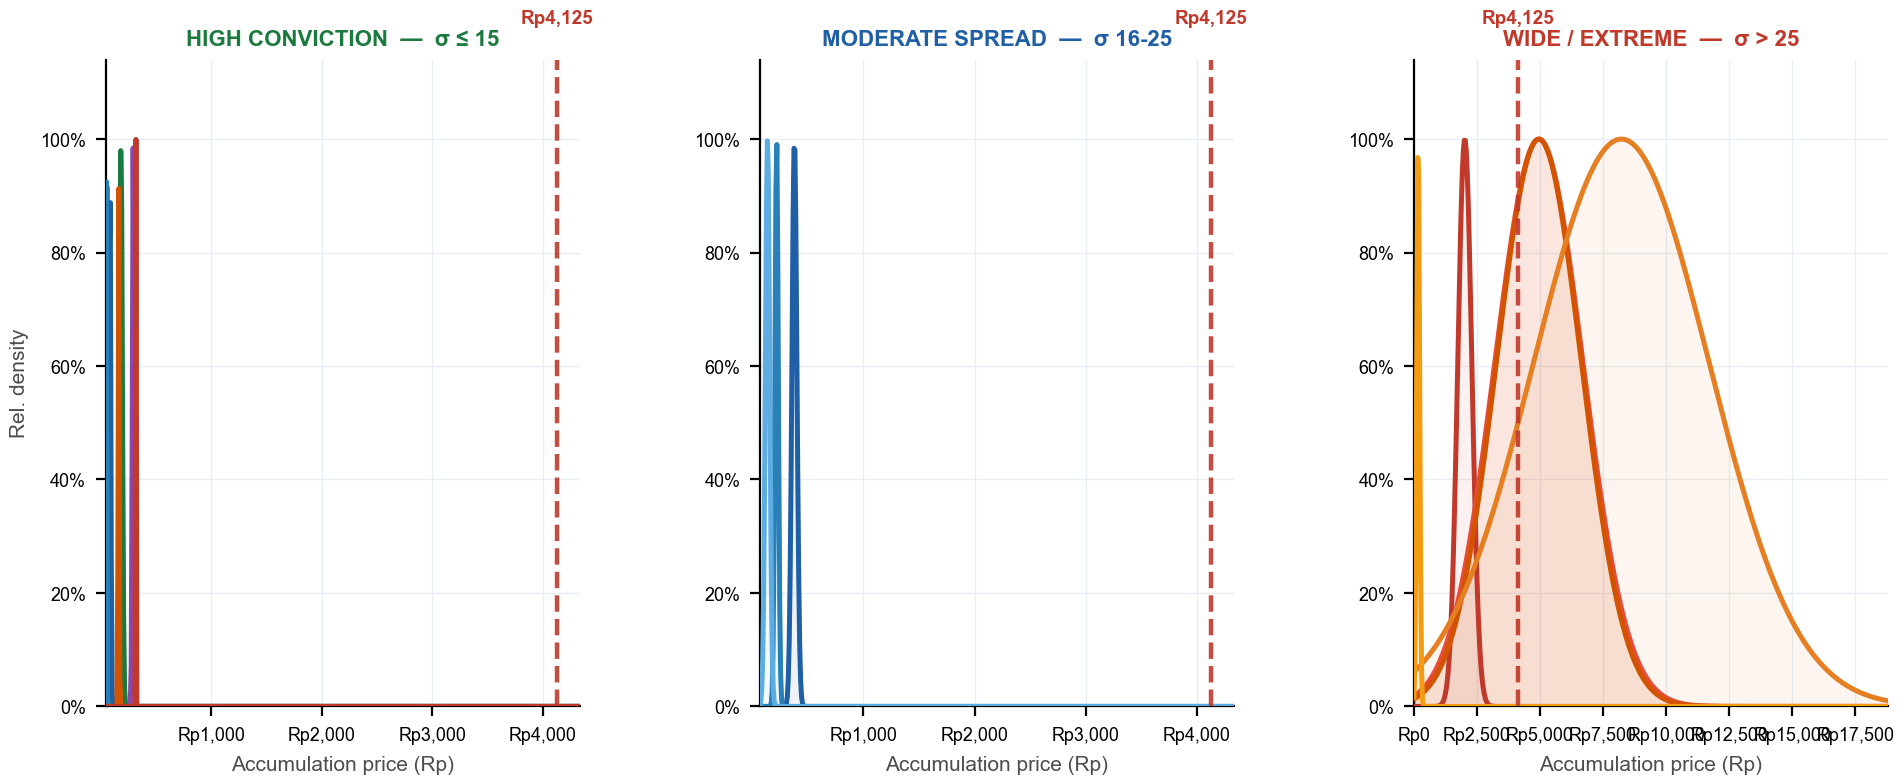 Rp4,125
HIGH CONVICTION — σ ≤ 15
Rel. density
100%
80%
60%
40%
20%
0%
Rp1,000
Rp2,000
Rp3,000
Rp4,000
Accumulation price (Rp)
Rp4,125
MODERATE SPREAD — σ 16-25
100%
80%
60%
40%
20%
0%
Rp1,000
Rp2,000
Rp3,000
Rp4,000
Accumulation price (Rp)
Rp4,125
WIDE / EXTREME — σ > 25
100%
80%
60%
40%
20%
0%
Rp0
Rp2,500
Rp5,000
Rp7,500
Rp10,000
Rp12,500
Rp15,000
Rp17,500
Accumulation price (Rp)